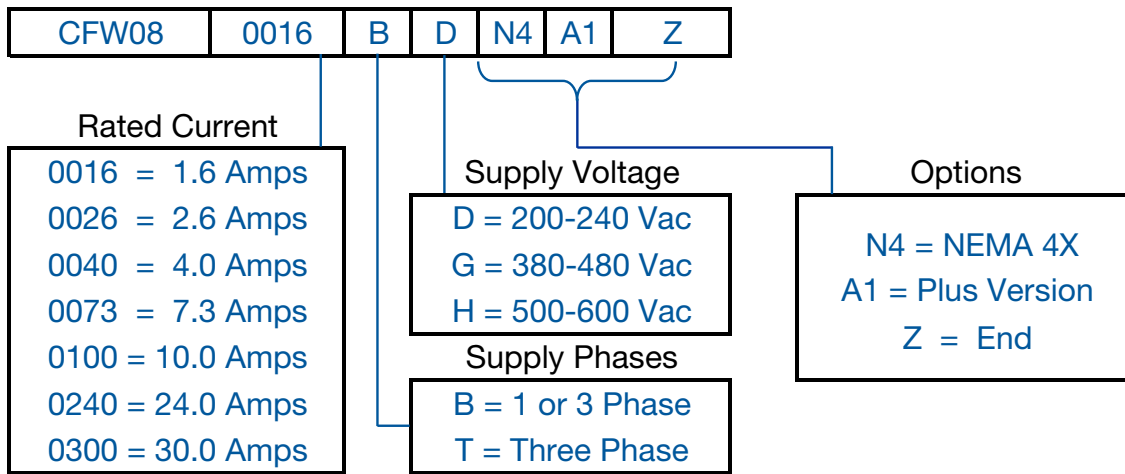 CFW08 0016 B D N4 A1 Z
Rated Current
0016 = 1.6 Amps
0026 = 2.6 Amps
0040 = 4.0 Amps
0073 = 7.3 Amps
0100 = 10.0 Amps
0240 = 24.0 Amps
0300 = 30.0 Amps
Supply Voltage
D = 200-240 Vac
G = 380-480 Vac
H = 500-600 Vac
Supply Phases
B = 1 or 3 Phase
T = Three Phase
Options
N4 = NEMA 4X
A1 = Plus Version
Z = End